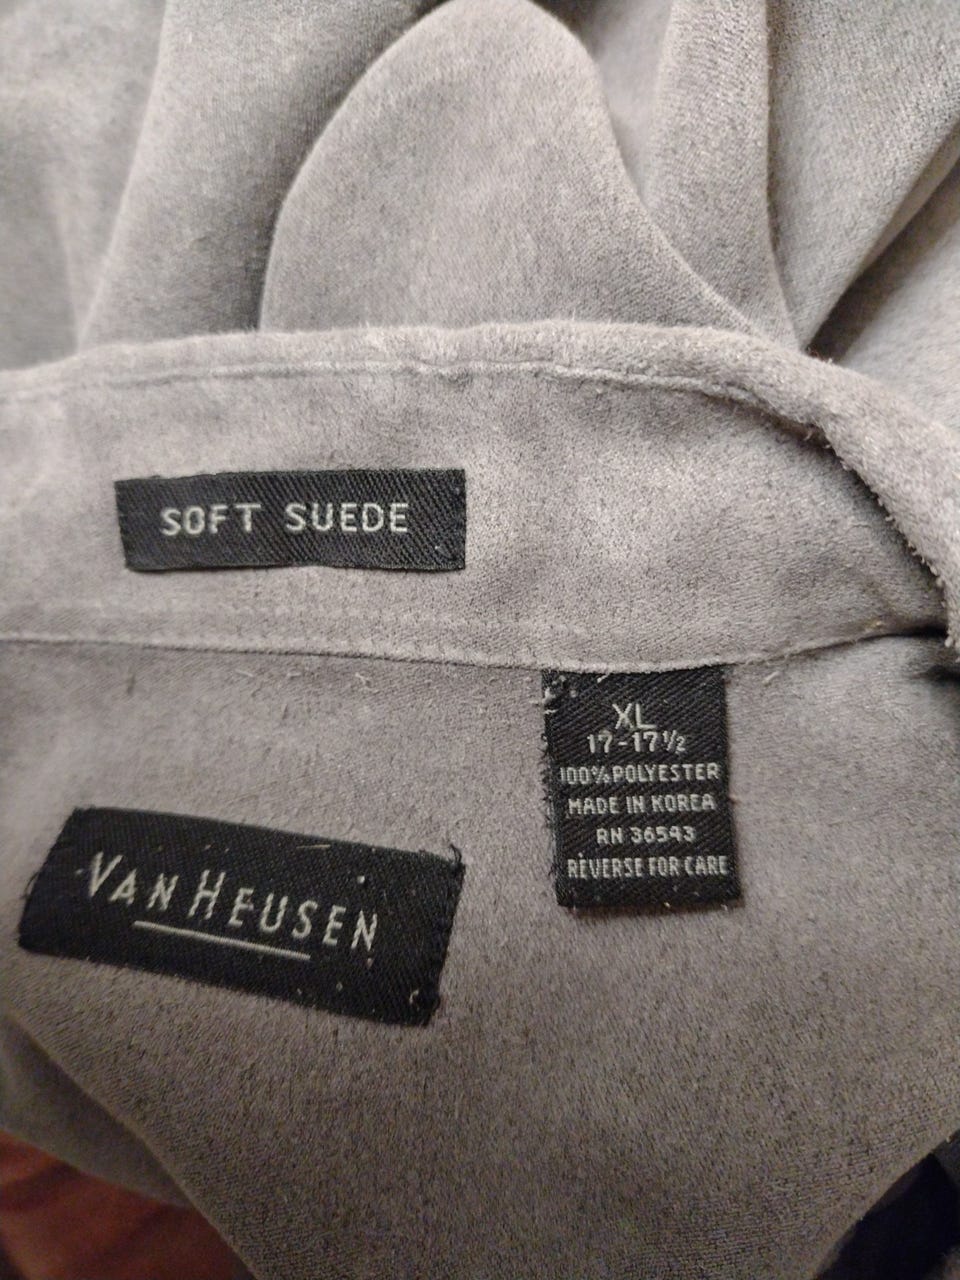 SOFT SUEDE
XL
17-17½
100% POLYESTER
MADE IN KOREA
RN 36543
REVERSE FOR CARE
VAN HEUSEN